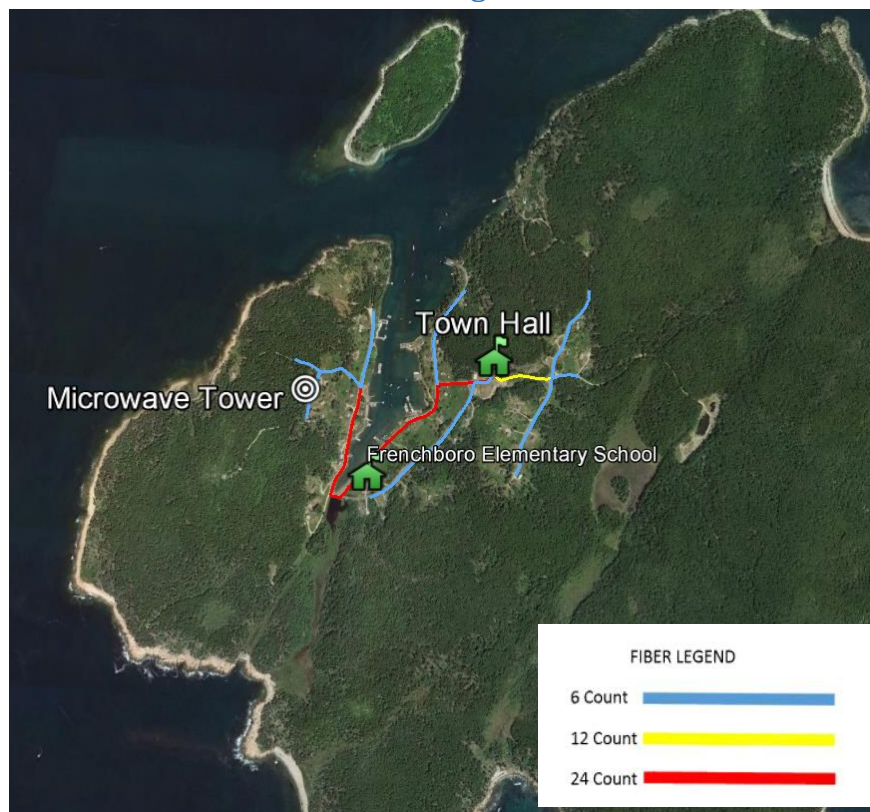 Town Hall
Microwave Tower
Frenchboro Elementary School
FIBER LEGEND
6 Count
12 Count
24 Count